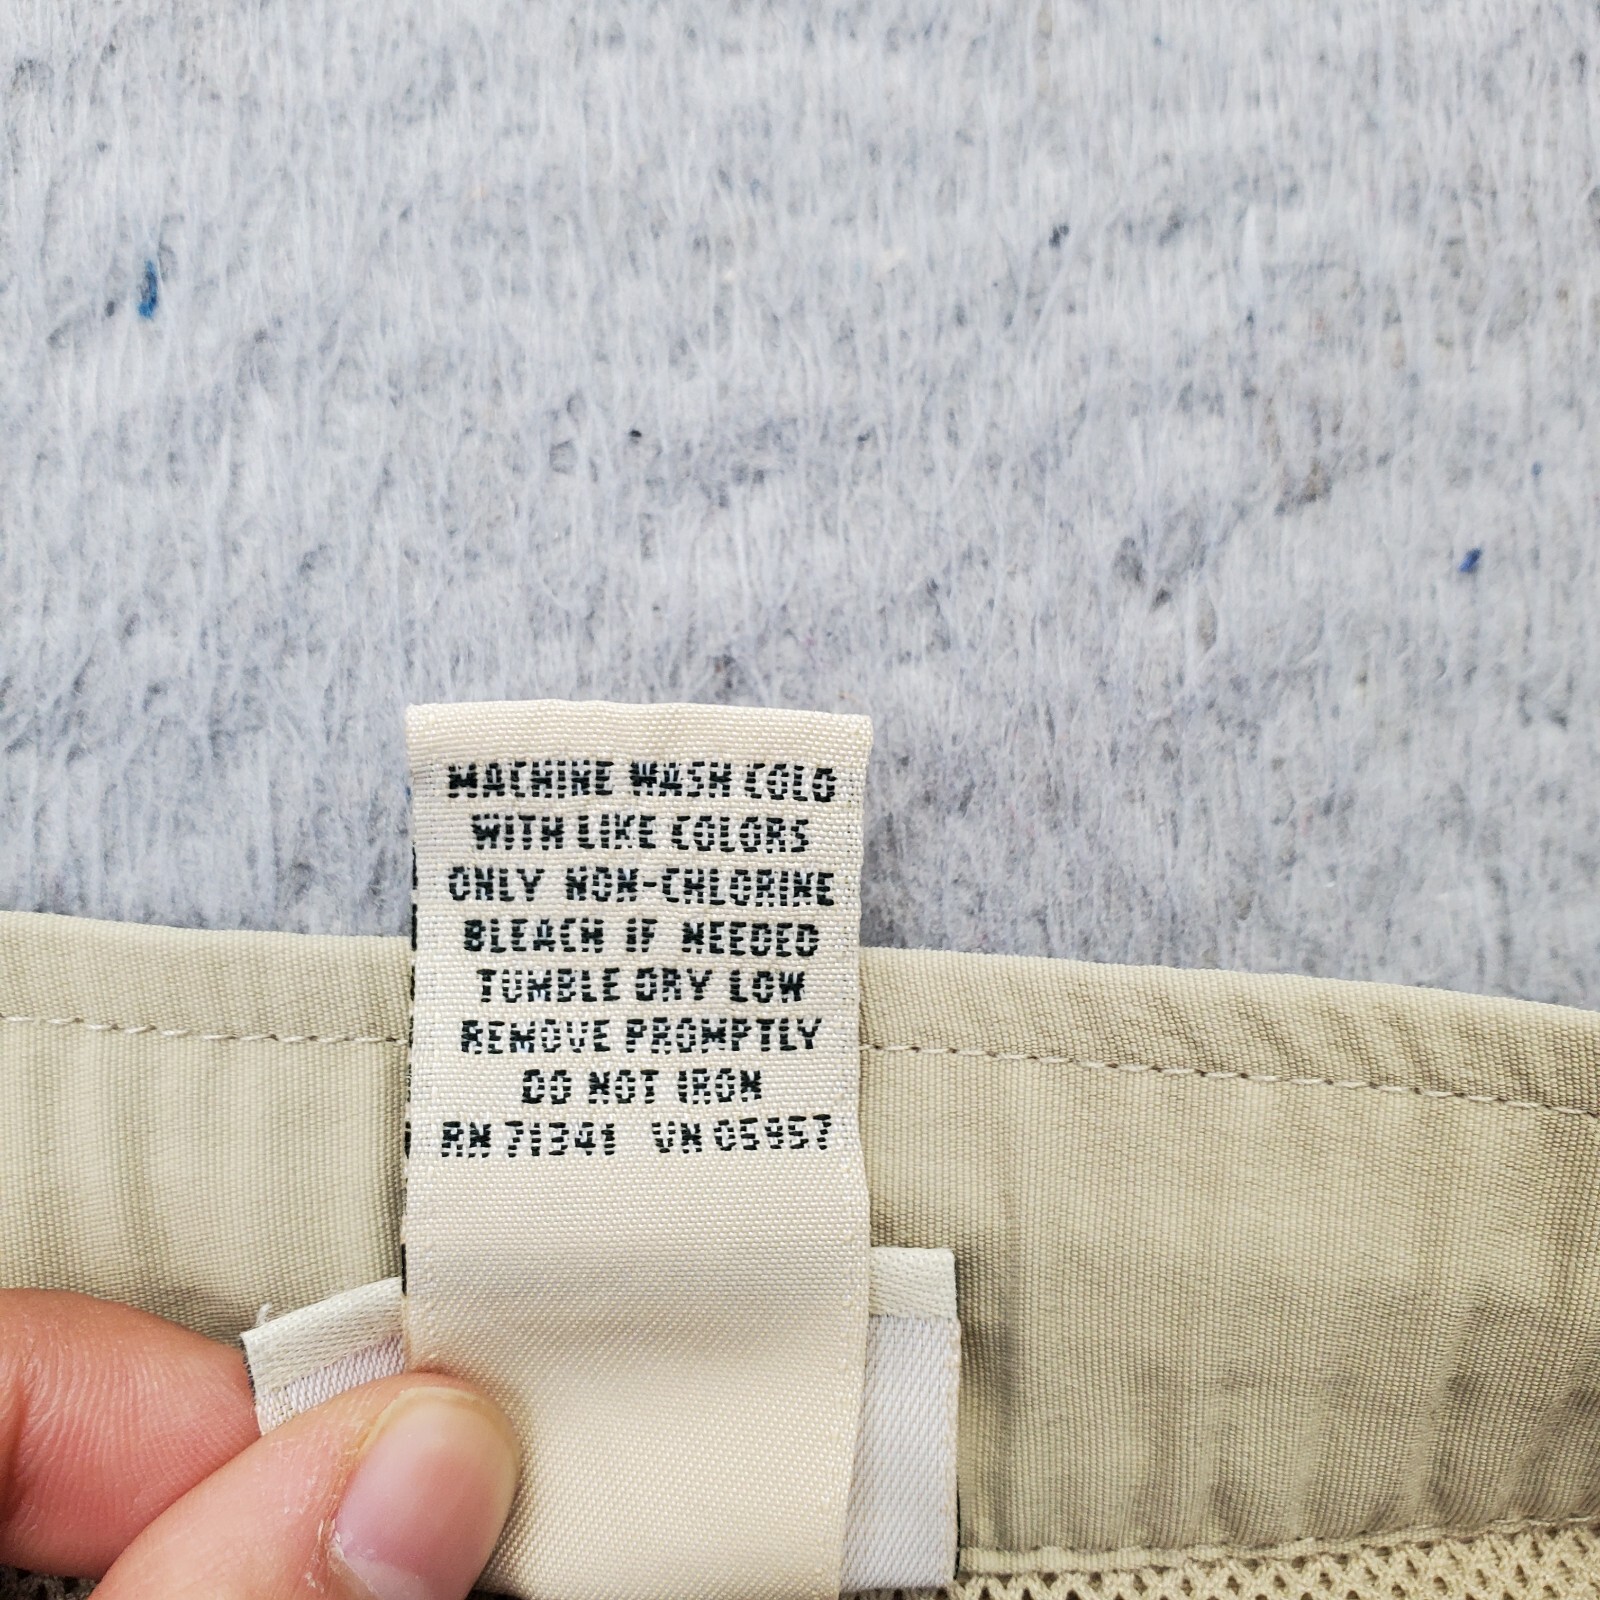 MACHINE WASH COLD
WITH LIKE COLORS
ONLY NON-CHLORINE
BLEACH IF NEEDED
TUMBLE DRY LOW
REMOVE PROMPTLY
DO NOT IRON
RN 71341 VN